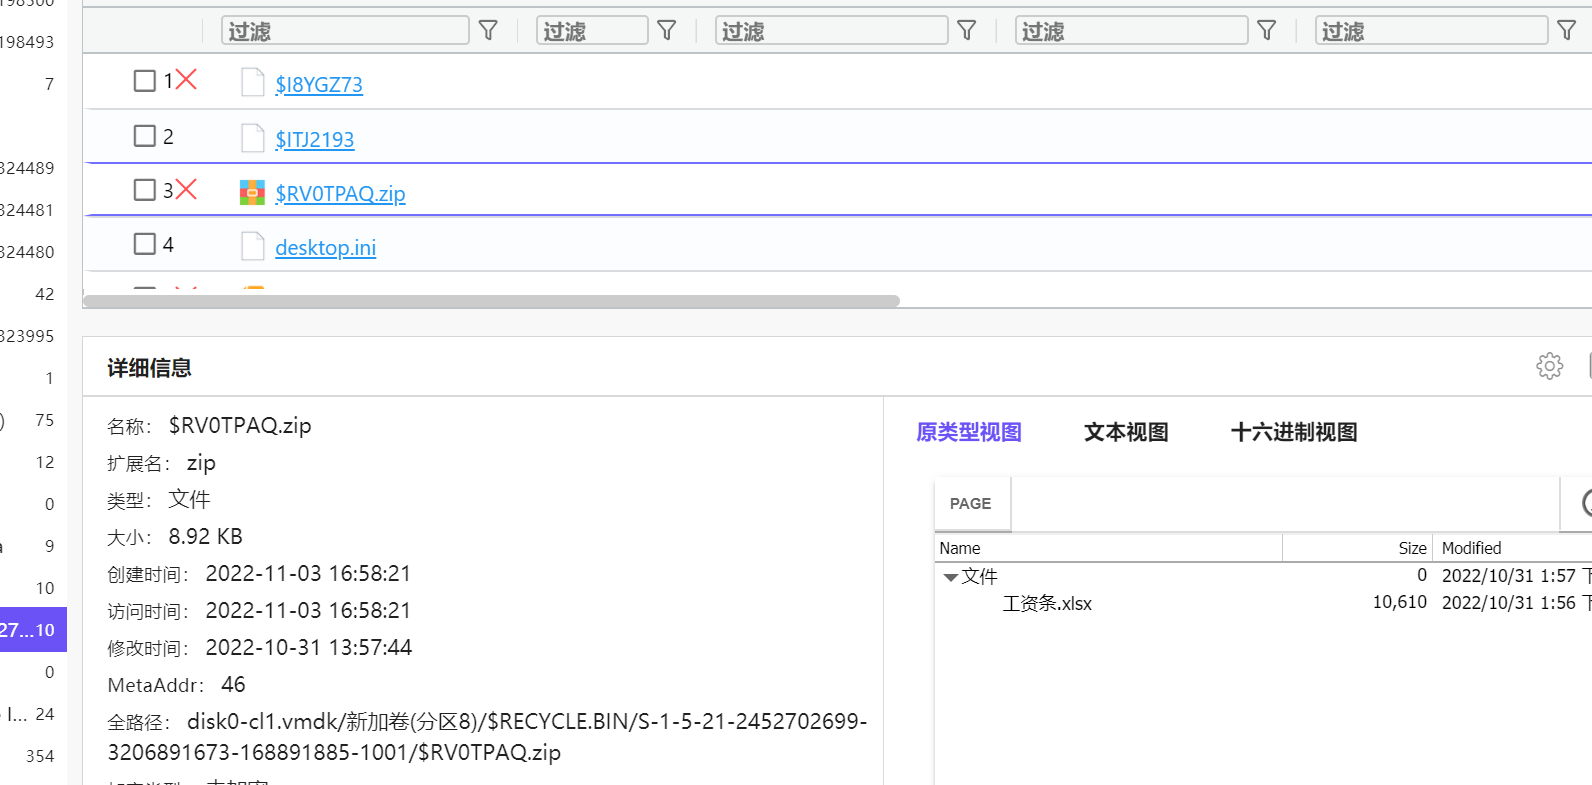 198493
7
324489
324481
324480
42
323995
1
) 75
12
0
9
10
27...10
0
I... 24
354
过滤 过滤 过滤 过滤 过滤
1 $I8YGZ73
2 $ITJ2193
3 $RV0TPAQ.zip
4 desktop.ini
详细信息
名称： $RV0TPAQ.zip
扩展名： zip
类型： 文件
大小： 8.92 KB
创建时间： 2022-11-03 16:58:21
访问时间： 2022-11-03 16:58:21
修改时间： 2022-10-31 13:57:44
MetaAddr： 46
全路径： disk0-cl1.vmdk/新加卷(分区8)/$RECYCLE.BIN/S-1-5-21-2452702699-
3206891673-168891885-1001/$RV0TPAQ.zip
原类型视图 文本视图 十六进制视图
PAGE
Name Size Modified
文件 0 2022/10/31 1:57 下
工资条.xlsx 10,610 2022/10/31 1:56 下